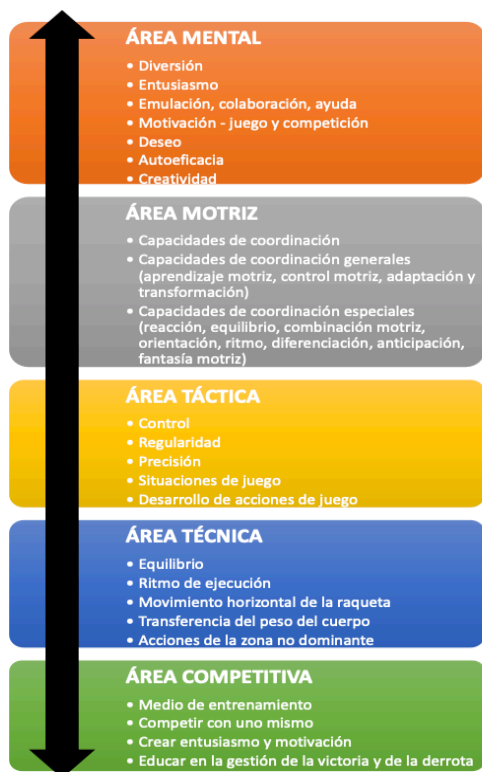 ÁREA MENTAL
• Diversión
• Entusiasmo
• Emulación, colaboración, ayuda
• Motivación - juego y competición
• Deseo
• Autoeficacia
• Creatividad
ÁREA MOTRIZ
• Capacidades de coordinación
• Capacidades de coordinación generales
(aprendizaje motriz, control motriz, adaptación y
transformación)
• Capacidades de coordinación especiales
(reacción, equilibrio, combinación motriz,
orientación, ritmo, diferenciación, anticipación,
fantasía motriz)
ÁREA TÁCTICA
• Control
• Regularidad
• Precisión
• Situaciones de juego
• Desarrollo de acciones de juego
ÁREA TÉCNICA
• Equilibrio
• Ritmo de ejecución
• Movimiento horizontal de la raqueta
• Transferencia del peso del cuerpo
• Acciones de la zona no dominante
ÁREA COMPETITIVA
• Medio de entrenamiento
• Competir con uno mismo
• Crear entusiasmo y motivación
• Educar en la gestión de la victoria y de la derrota